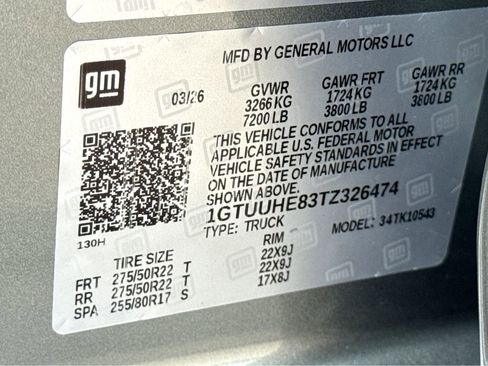 gm
MFD BY GENERAL MOTORS LLC
03/26 GVWR GAWR FRT GAWR RR
3266 KG 1724 KG 1724 KG
7200 LB 3800 LB 3800 LB
THIS VEHICLE CONFORMS TO ALL
APPLICABLE U.S. FEDERAL MOTOR
VEHICLE SAFETY STANDARDS IN EFFECT
ON THE DATE OF MANUFACTURE
SHOWN ABOVE.
1GTUUHE83TZ326474
130H TYPE: TRUCK MODEL: 34TK10543
TIRE SIZE RIM
FRT 275/50R22 T 22X9J
RR 275/50R22 T 22X9J
SPA 255/80R17 S 17X8J